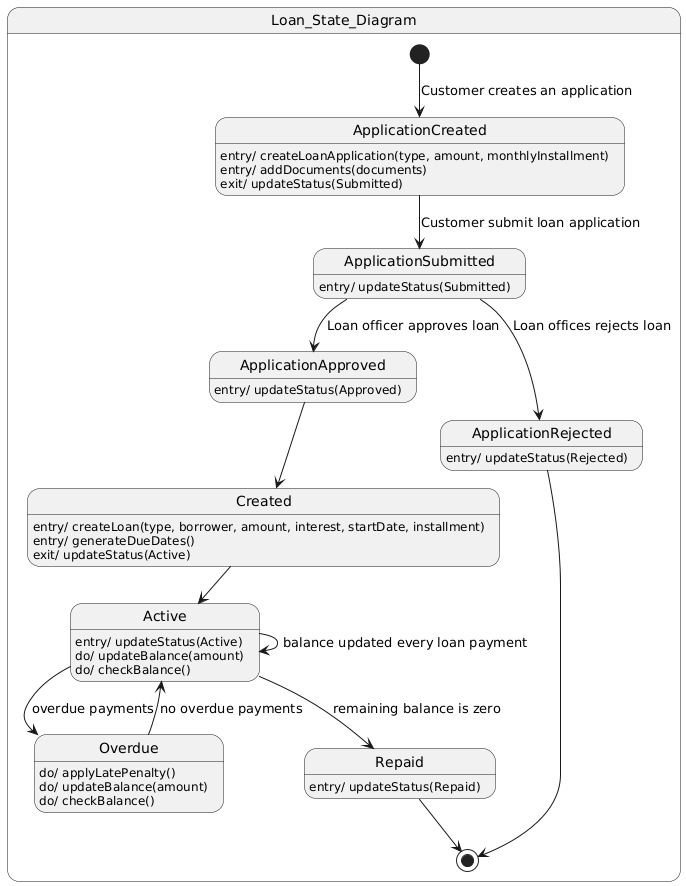 Loan_State_Diagram
Customer creates an application
ApplicationCreated
entry/ createLoanApplication(type, amount, monthlyInstallment)
entry/ addDocuments(documents)
exit/ updateStatus(Submitted)
Customer submit loan application
ApplicationSubmitted
entry/ updateStatus(Submitted)
Loan officer approves loan
Loan offices rejects loan
ApplicationApproved
entry/ updateStatus(Approved)
ApplicationRejected
entry/ updateStatus(Rejected)
Created
entry/ createLoan(type, borrower, amount, interest, startDate, installment)
entry/ generateDueDates()
exit/ updateStatus(Active)
Active
entry/ updateStatus(Active)
do/ updateBalance(amount)
do/ checkBalance()
balance updated every loan payment
overdue payments
no overdue payments
remaining balance is zero
Overdue
do/ applyLatePenalty()
do/ updateBalance(amount)
do/ checkBalance()
Repaid
entry/ updateStatus(Repaid)